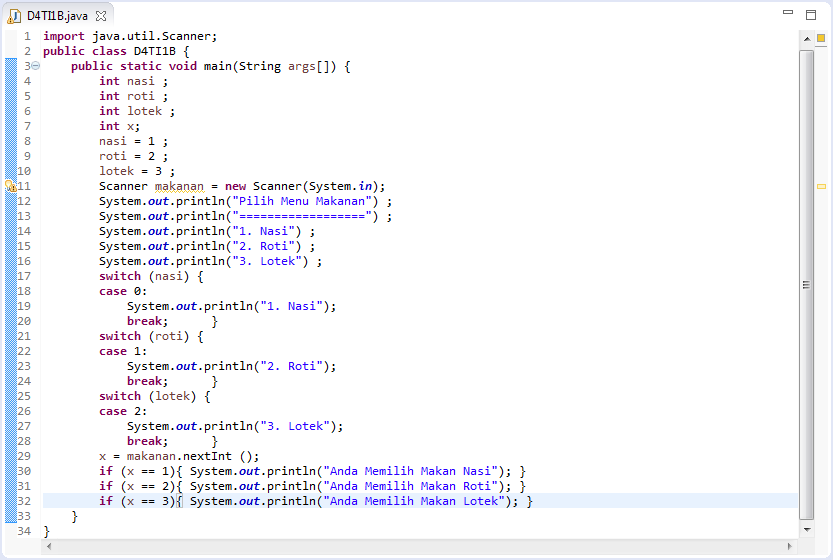 D4TI1B.java
1 import java.util.Scanner;
2 public class D4TI1B {
3     public static void main(String args[]) {
4         int nasi ;
5         int roti ;
6         int lotek ;
7         int x;
8         nasi = 1 ;
9         roti = 2 ;
10         lotek = 3 ;
11         Scanner makanan = new Scanner(System.in);
12         System.out.println("Pilih Menu Makanan") ;
13         System.out.println("==================") ;
14         System.out.println("1. Nasi") ;
15         System.out.println("2. Roti") ;
16         System.out.println("3. Lotek") ;
17         switch (nasi) {
18         case 0:
19             System.out.println("1. Nasi");
20             break;      }
21         switch (roti) {
22         case 1:
23             System.out.println("2. Roti");
24             break;      }
25         switch (lotek) {
26         case 2:
27             System.out.println("3. Lotek");
28             break;      }
29         x = makanan.nextInt ();
30         if (x == 1){ System.out.println("Anda Memilih Makan Nasi"); }
31         if (x == 2){ System.out.println("Anda Memilih Makan Roti"); }
32         if (x == 3){ System.out.println("Anda Memilih Makan Lotek"); }
33     }
34 }